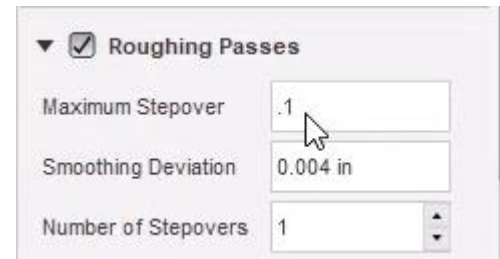 Roughing Passes
Maximum Stepover .1
Smoothing Deviation 0.004 in
Number of Stepovers 1